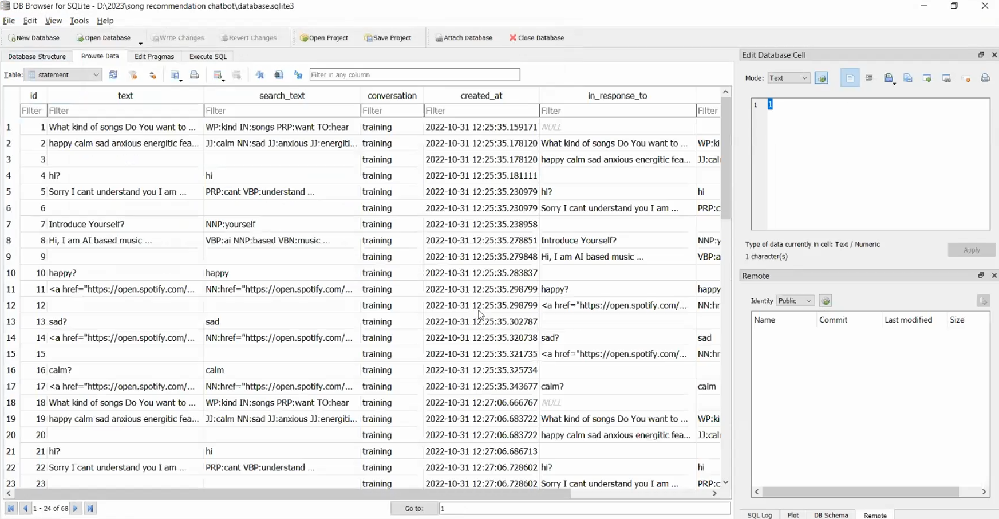 DB Browser for SQLite - D:\2023\song recommendation chatbot\database.sqlite3
File Edit View Tools Help
New Database Open Database Write Changes Revert Changes Open Project Save Project Attach Database Close Database
Database Structure Browse Data Edit Pragmas Execute SQL
Table: statement Filter in any column
id text search_text conversation created_at in_response_to
Filter Filter Filter Filter Filter Filter Filter
1 1 What kind of songs Do You want to ... WP:kind IN:songs PRP:want TO:hear training 2022-10-31 12:25:35.159171 NULL
2 2 happy calm sad anxious energitic fea... JJ:calm NN:sad JJ:anxious JJ:energiti... training 2022-10-31 12:25:35.178120 What kind of songs Do You want to ... WP:ki
3 3 training 2022-10-31 12:25:35.178120 happy calm sad anxious energitic fea... JJ:cal
4 4 hi? hi training 2022-10-31 12:25:35.181111
5 5 Sorry I cant understand you I am ... PRP:cant VBP:understand ... training 2022-10-31 12:25:35.230979 hi? hi
6 6 training 2022-10-31 12:25:35.230979 Sorry I cant understand you I am ... PRP:c
7 7 Introduce Yourself? NNP:yourself training 2022-10-31 12:25:35.238958
8 8 Hi, I am AI based music ... VBP:ai NNP:based VBN:music ... training 2022-10-31 12:25:35.278851 Introduce Yourself? NNP:y
9 9 training 2022-10-31 12:25:35.279848 Hi, I am AI based music ... VBP:a
10 10 happy? happy training 2022-10-31 12:25:35.283837
11 11 <a href="https://open.spotify.com/... NN:href="https://open.spotify.com/... training 2022-10-31 12:25:35.298799 happy? happy
12 12 training 2022-10-31 12:25:35.298799 <a href="https://open.spotify.com/... NN:hr
13 13 sad? sad training 2022-10-31 12:25:35.302787
14 14 <a href="https://open.spotify.com/... NN:href="https://open.spotify.com/... training 2022-10-31 12:25:35.320738 sad? sad
15 15 training 2022-10-31 12:25:35.321735 <a href="https://open.spotify.com/... NN:hr
16 16 calm? calm training 2022-10-31 12:25:35.325734
17 17 <a href="https://open.spotify.com/... NN:href="https://open.spotify.com/... training 2022-10-31 12:25:35.343677 calm? calm
18 18 What kind of songs Do You want to ... WP:kind IN:songs PRP:want TO:hear training 2022-10-31 12:27:06.666767 NULL
19 19 happy calm sad anxious energitic fea... JJ:calm NN:sad JJ:anxious JJ:energiti... training 2022-10-31 12:27:06.683722 What kind of songs Do You want to ... WP:ki
20 20 training 2022-10-31 12:27:06.683722 happy calm sad anxious energitic fea... JJ:cal
21 21 hi? hi training 2022-10-31 12:27:06.686713
22 22 Sorry I cant understand you I am ... PRP:cant VBP:understand ... training 2022-10-31 12:27:06.728602 hi? hi
23 23 training 2022-10-31 12:27:06.728602 Sorry I cant understand you I am ... PRP:c
1 - 24 of 68 Go to: 1
Edit Database Cell
Mode: Text
1 1
Type of data currently in cell: Text / Numeric
1 character(s)
Apply
Remote
Identity Public
Name Commit Last modified Size
SQL Log Plot DB Schema Remote